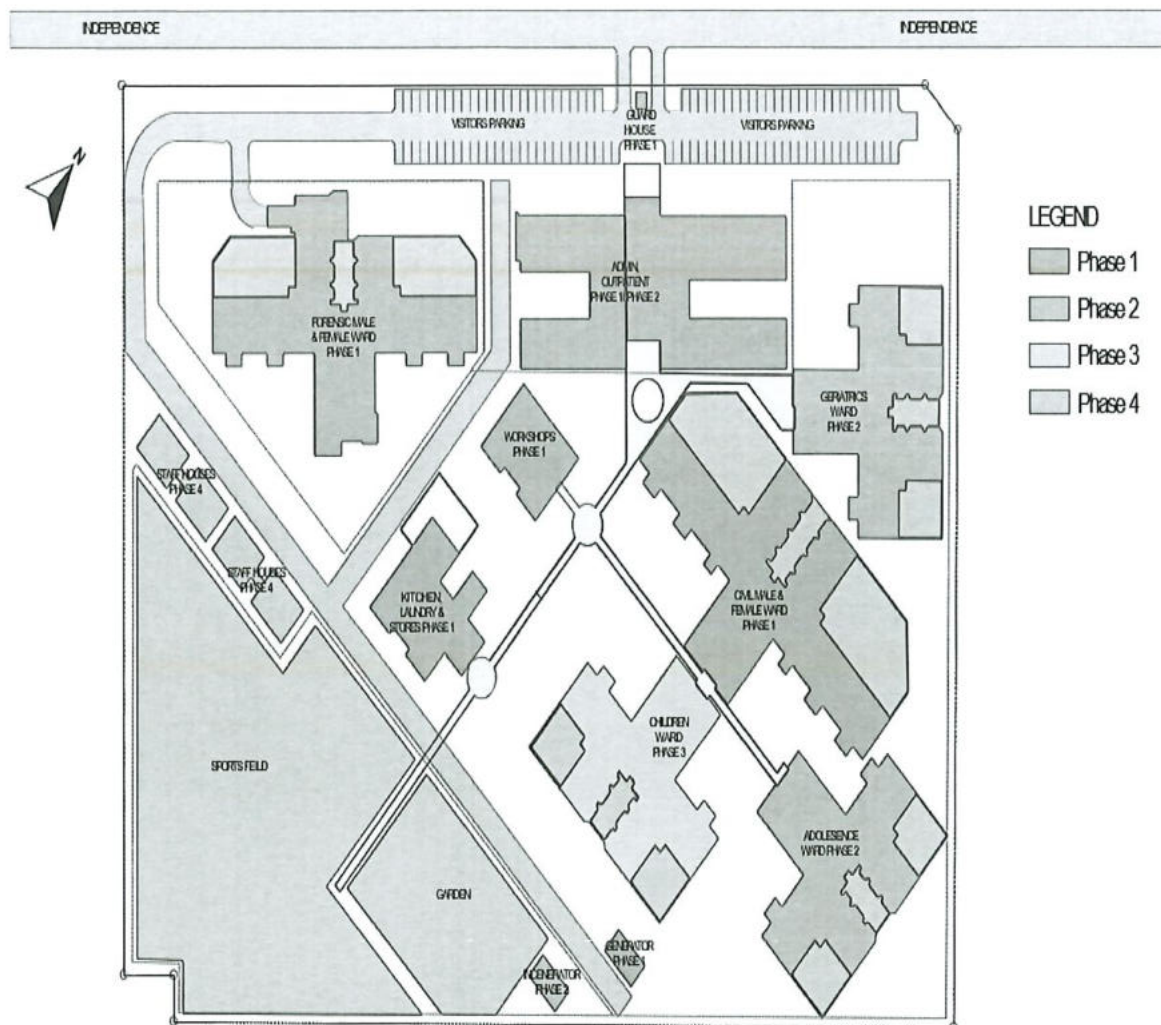 INDEPENDENCE
INDEPENDENCE
VISITORS PARKING
GUARD
HOUSE
PHASE 1
VISITORS PARKING
N
LEGEND
Phase 1
Phase 2
Phase 3
Phase 4
ADMIN,
OUTPATIENT
PHASE 1/PHASE 2
FORENSIC MALE
& FEMALE WARD
PHASE 1
GERIATRICS
WARD
PHASE 2
WORKSHOPS
PHASE 1
STAFF HOUSES
PHASE 4
STAFF HOUSES
PHASE 4
KITCHEN,
LAUNDRY &
STORES PHASE 1
CIVIL MALE &
FEMALE WARD
PHASE 1
CHILDREN
WARD
PHASE 3
SPORTS FEILD
ADOLESENCE
WARD PHASE 2
GARDEN
GENERATOR
PHASE 1
INCENERATOR
PHASE 2